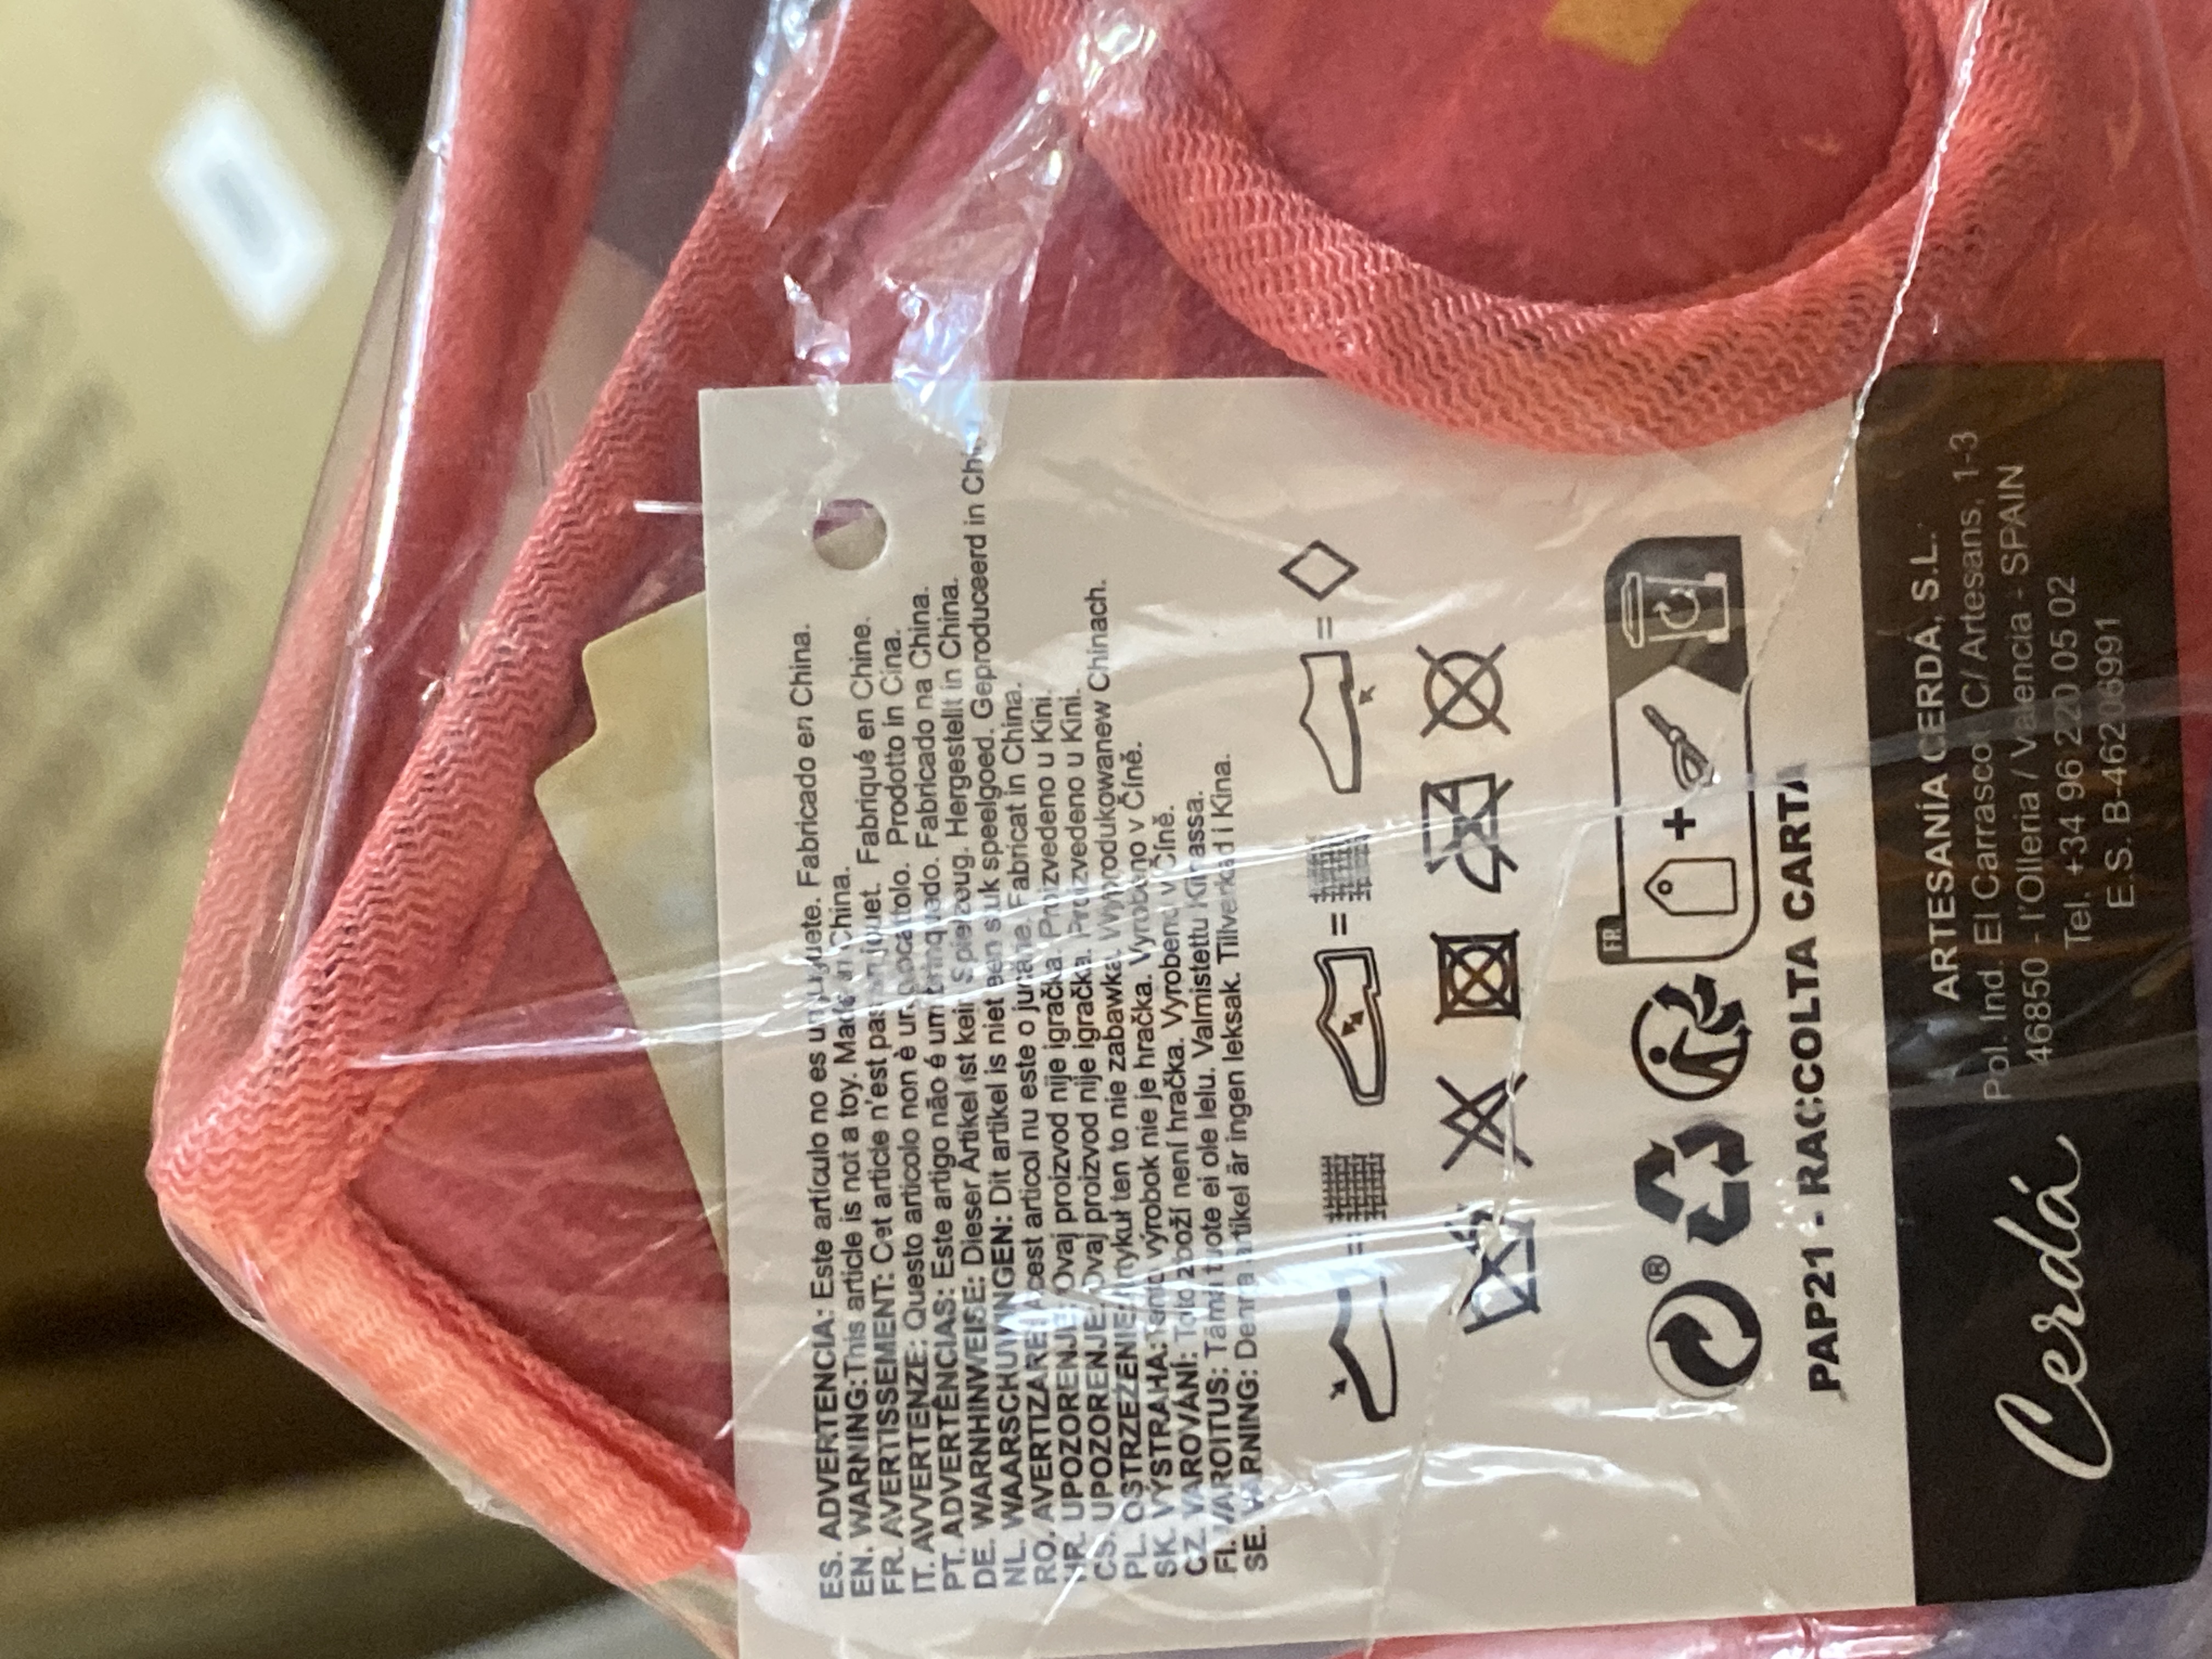 ES. ADVERTENCIA: Este artículo no es un juguete. Fabricado en China.
EN. WARNING: This article is not a toy. Made in China.
FR. AVERTISSEMENT: Cet article n'est pas un jouet. Fabriqué en Chine.
IT. AVVERTENZE: Questo articolo non è un giocattolo. Prodotto in Cina.
PT. ADVERTÊNCIAS: Este artigo não é um brinquedo. Fabricado na China.
DE. WARNHINWEISE: Dieser Artikel ist kein Spielzeug. Hergestellt in China.
NL. WAARSCHUWINGEN: Dit artikel is niet een stuk speelgoed. Geproduceerd in
RO. AVERTIZARE: Acest articol nu este o jucărie. Fabricat in China.
HR. UPOZORENJE: Ovaj proizvod nije igračka. Proizvedeno u Kini.
CS. UPOZORENJE: Ovaj proizvod nije igračka. Proizvedeno u Kini.
PL. OSTRZEŻENIE: Artykuł ten to nie zabawka. Wyprodukowanew Chinach.
SK. VÝSTRAHA: Tento výrobok nie je hračka. Vyrobeno v Číně.
CZ. VAROVÁNÍ: Toto zboží není hračka. Vyrobeno v Číně.
FI. VAROITUS: Tämä tuote ei ole lelu. Valmistettu Kiinassa.
SE. VARNING: Denna artikel är ingen leksak. Tillverkad i Kina.
FR
PAP21 - RACCOLTA CARTA
Cerdá
ARTESANÍA CERDÁ, S.L.
Pol. Ind. El Carrascot C/ Artesans, 1-3
46850 - l'Olleria / Valencia - SPAIN
Tel. +34 96 220 05 02
E.S. B-46206991